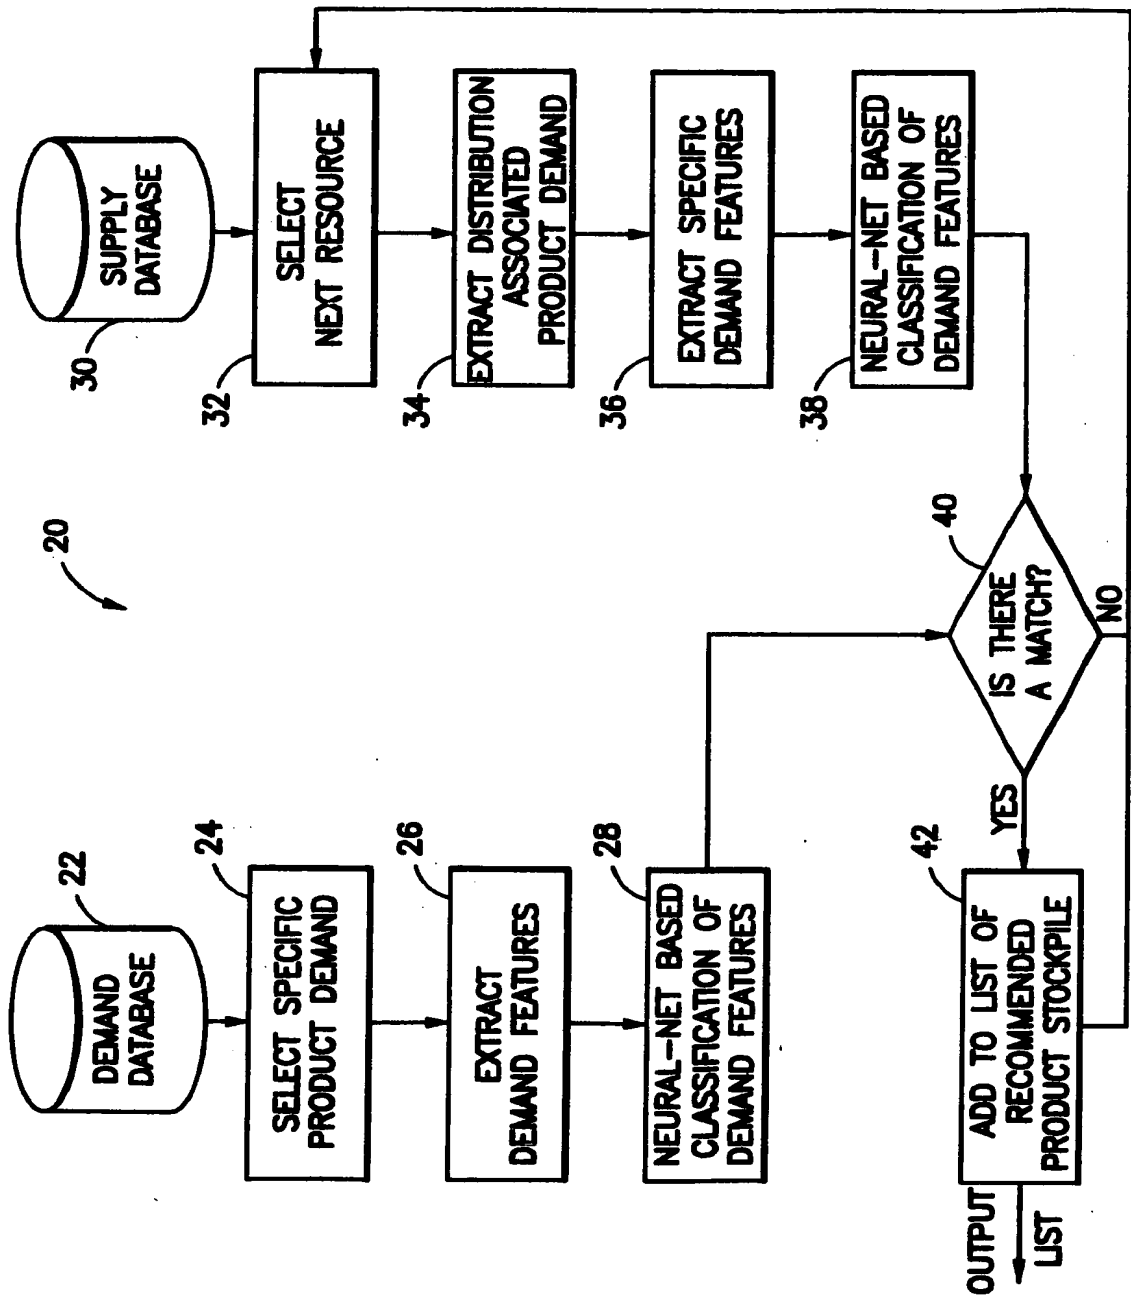 20
DEMAND
DATABASE
22
SELECT SPECIFIC
PRODUCT DEMAND
24
EXTRACT
DEMAND FEATURES
26
NEURAL-NET BASED
CLASSIFICATION OF
DEMAND FEATURES
28
SUPPLY
DATABASE
30
SELECT
NEXT RESOURCE
32
EXTRACT DISTRIBUTION
ASSOCIATED
PRODUCT DEMAND
34
EXTRACT SPECIFIC
DEMAND FEATURES
36
NEURAL-NET BASED
CLASSIFICATION OF
DEMAND FEATURES
38
IS THERE
A MATCH?
40
NO
YES
ADD TO LIST OF
RECOMMENDED
PRODUCT STOCKPILE
42
OUTPUT
LIST